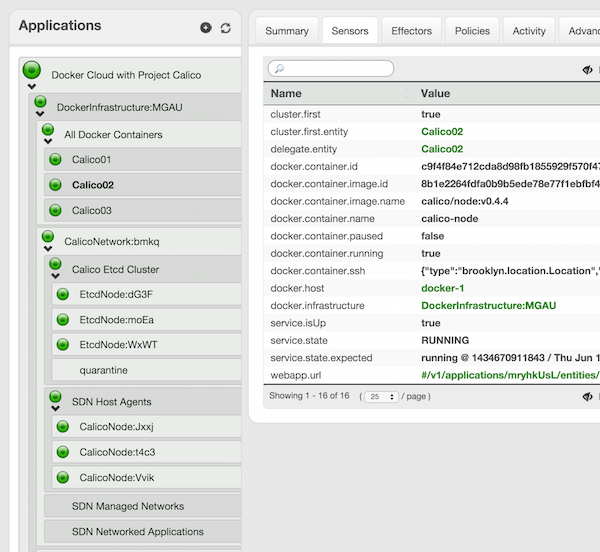 Applications
Docker Cloud with Project Calico
DockerInfrastructure:MGAU
All Docker Containers
Calico01
Calico02
Calico03
CalicoNetwork:bmkq
Calico Etcd Cluster
EtcdNode:dG3F
EtcdNode:moEa
EtcdNode:WxWT
quarantine
SDN Host Agents
CalicoNode:Jxxj
CalicoNode:t4c3
CalicoNode:Vvik
SDN Managed Networks
SDN Networked Applications
Summary Sensors Effectors Policies Activity Advan
Name Value
cluster.first true
cluster.first.entity Calico02
delegate.entity Calico02
docker.container.id c9f4f84e712cda8d98fb1855929f570f47
docker.container.image.id 8b1e2264fdfa0b9b5ede78e77f1ebfbf4
docker.container.image.name calico/node:v0.4.4
docker.container.name calico-node
docker.container.paused false
docker.container.running true
docker.container.ssh {"type":"brooklyn.location.Location","
docker.host docker-1
docker.infrastructure DockerInfrastructure:MGAU
service.isUp true
service.state RUNNING
service.state.expected running @ 1434670911843 / Thu Jun 1
webapp.url #/v1/applications/mryhkUsL/entities/
Showing 1 - 16 of 16 ( 25 / page )